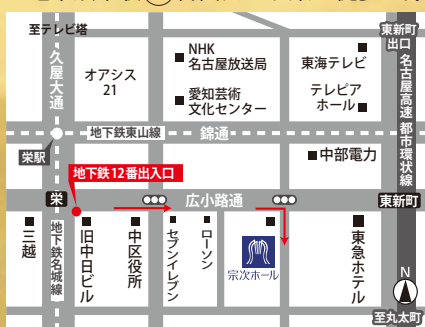 至テレビ塔
東新町
出口
久屋大通
オアシス
21
NHK
名古屋放送局
愛知芸術
文化センター
東海テレビ
テレピア
ホール
名古屋高速
都市環状線
地下鉄東山線
錦通
栄駅
中部電力
地下鉄12番出入口
栄
広小路通
東新町
三越
地下鉄名城線
旧中日ビル
中区役所
セブンイレブン
ローソン
宗次ホール
東急ホテル
N
至丸太町